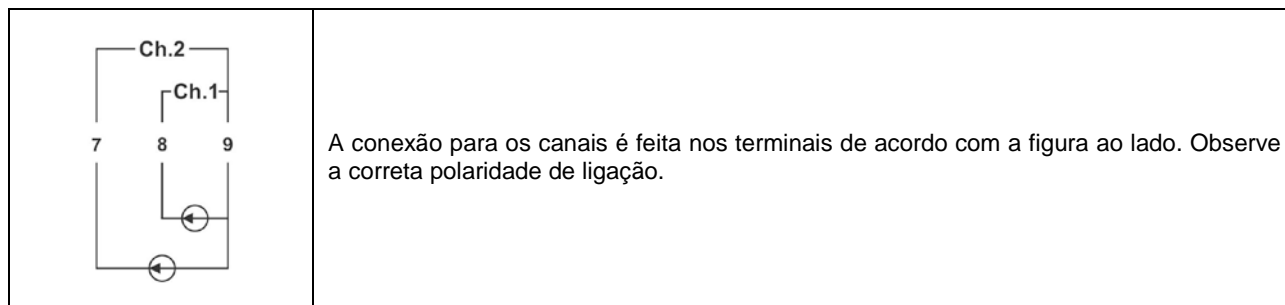 Ch.2
Ch.1
7 8 9
A conexão para os canais é feita nos terminais de acordo com a figura ao lado. Observe
a correta polaridade de ligação.